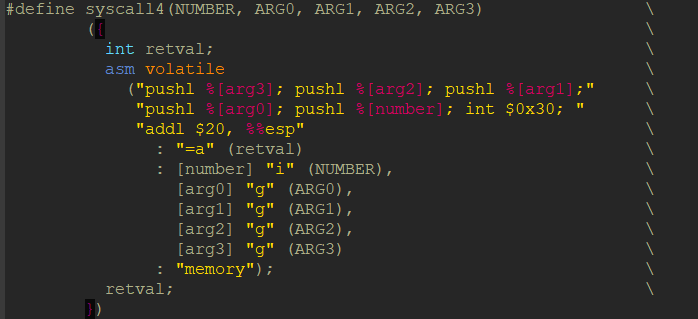 #define syscall4(NUMBER, ARG0, ARG1, ARG2, ARG3) \
({ \
int retval; \
asm volatile \
("pushl %[arg3]; pushl %[arg2]; pushl %[arg1];" \
"pushl %[arg0]; pushl %[number]; int $0x30; " \
"addl $20, %%esp" \
: "=a" (retval) \
: [number] "i" (NUMBER), \
[arg0] "g" (ARG0), \
[arg1] "g" (ARG1), \
[arg2] "g" (ARG2), \
[arg3] "g" (ARG3) \
: "memory"); \
retval; \
})